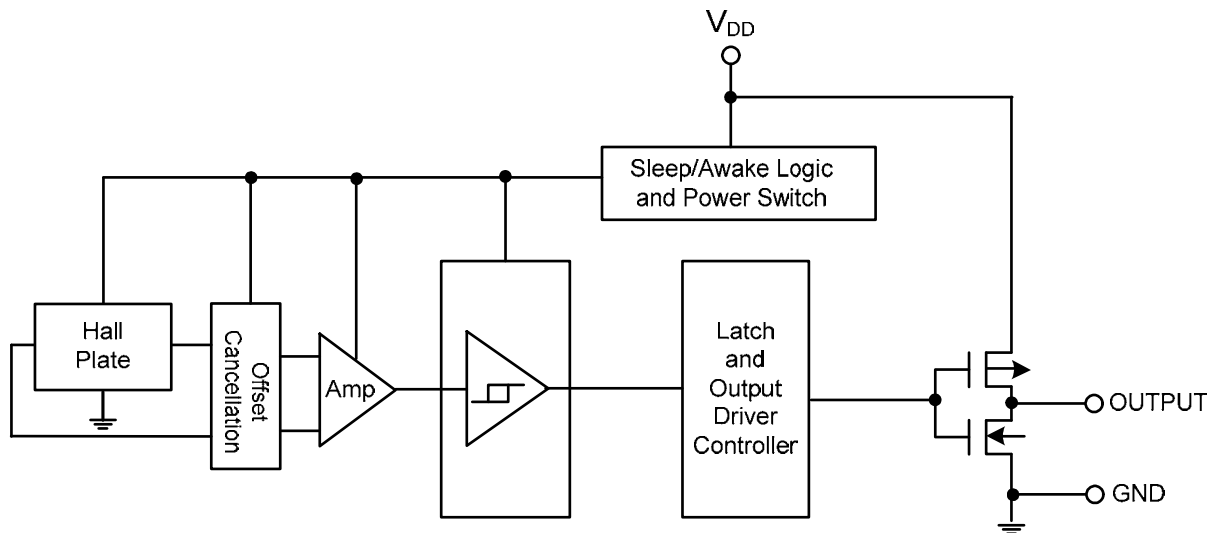 VDD
Sleep/Awake Logic
and Power Switch
Hall
Plate
Offset
Cancellation
Amp
Latch
and
Output
Driver
Controller
OUTPUT
GND